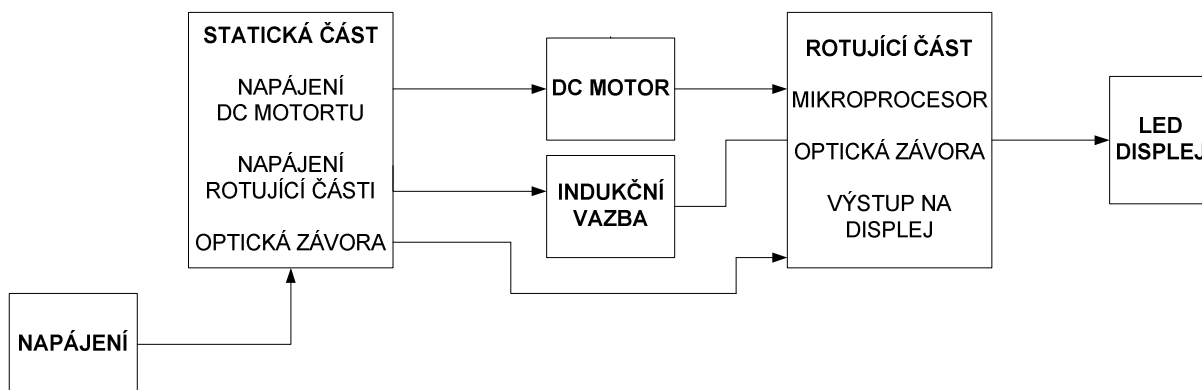 STATICKÁ ČÁST
NAPÁJENÍ
DC MOTORTU
NAPÁJENÍ
ROTUJÍCÍ ČÁSTI
OPTICKÁ ZÁVORA
NAPÁJENÍ
DC MOTOR
INDUKČNÍ
VAZBA
ROTUJÍCÍ ČÁST
MIKROPROCESOR
OPTICKÁ ZÁVORA
VÝSTUP NA
DISPLEJ
LED
DISPLEJ